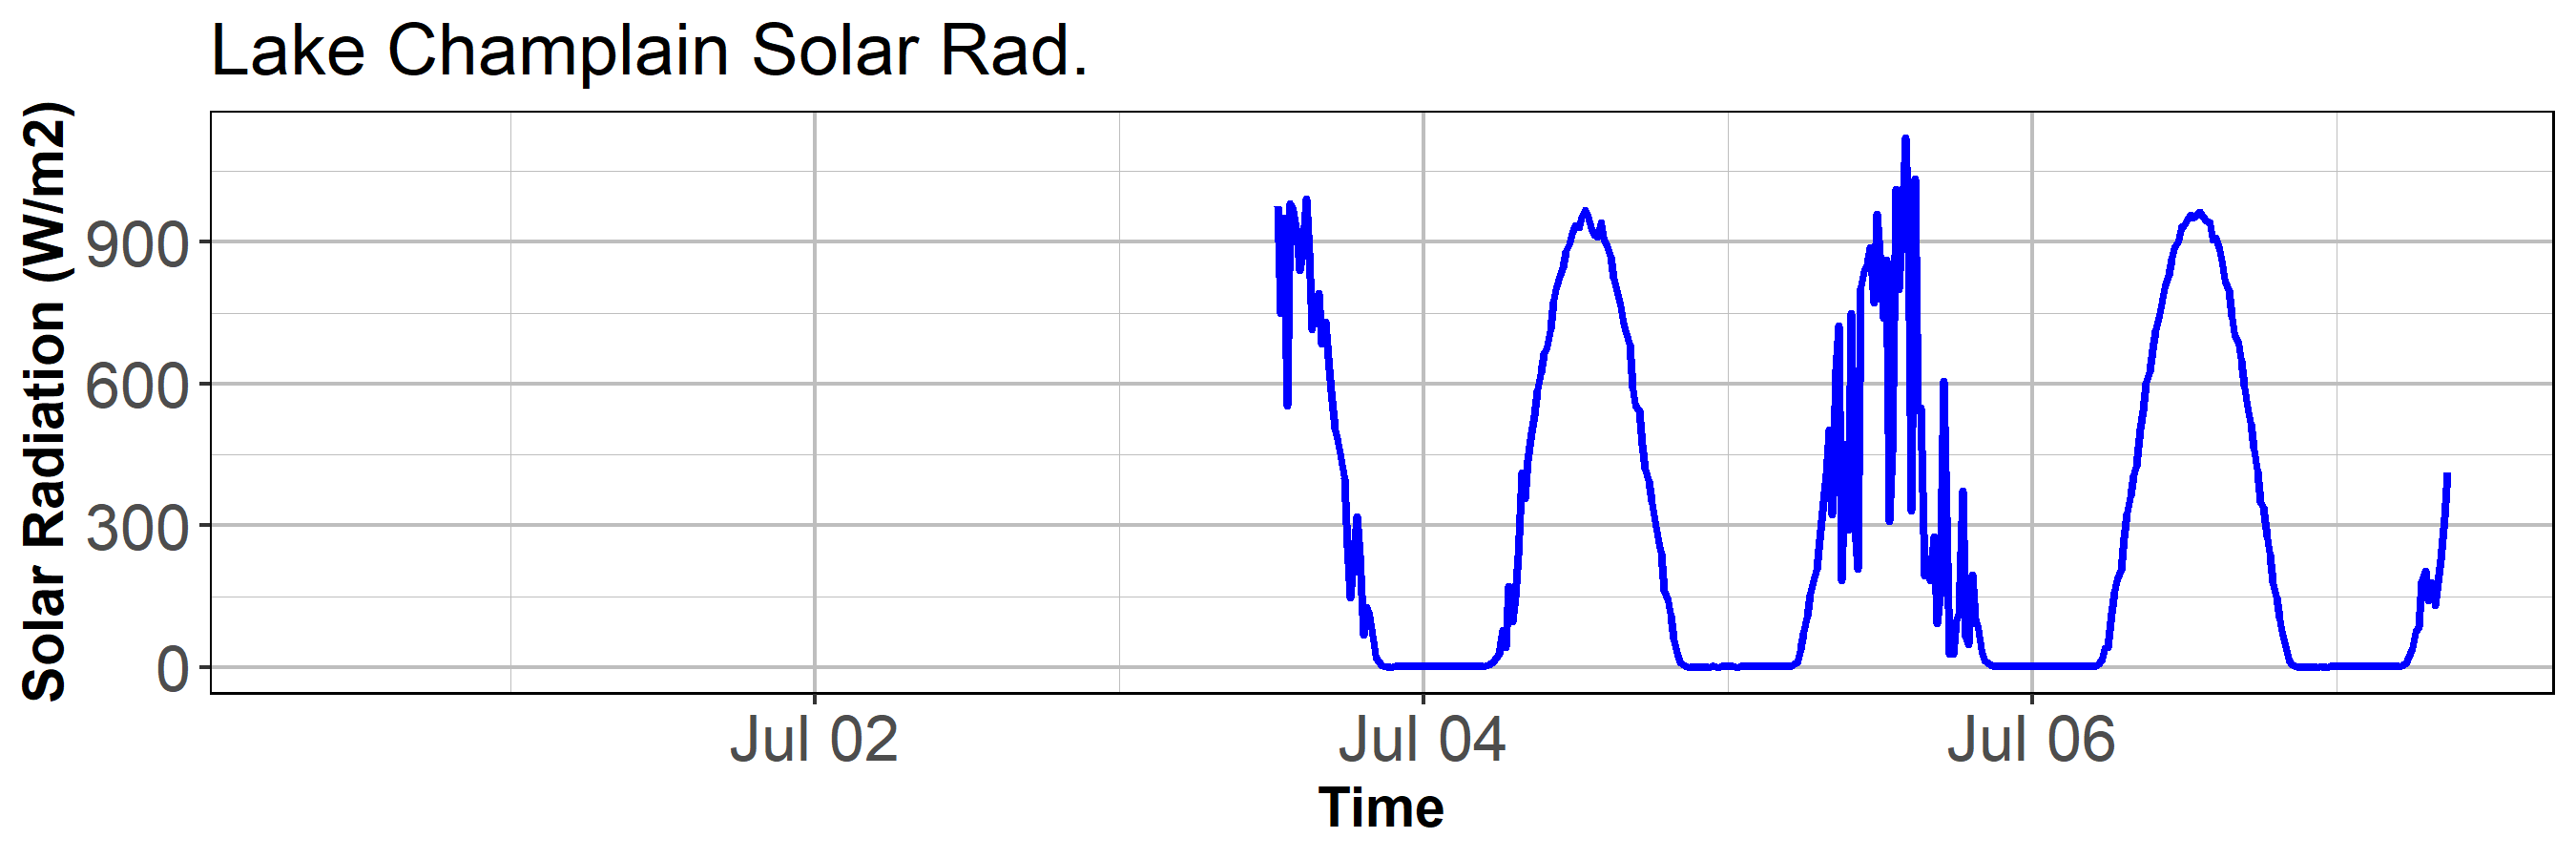 Lake Champlain Solar Rad.
Solar Radiation (W/m2)
900
600
300
0
Jul 02 Jul 04 Jul 06
Time